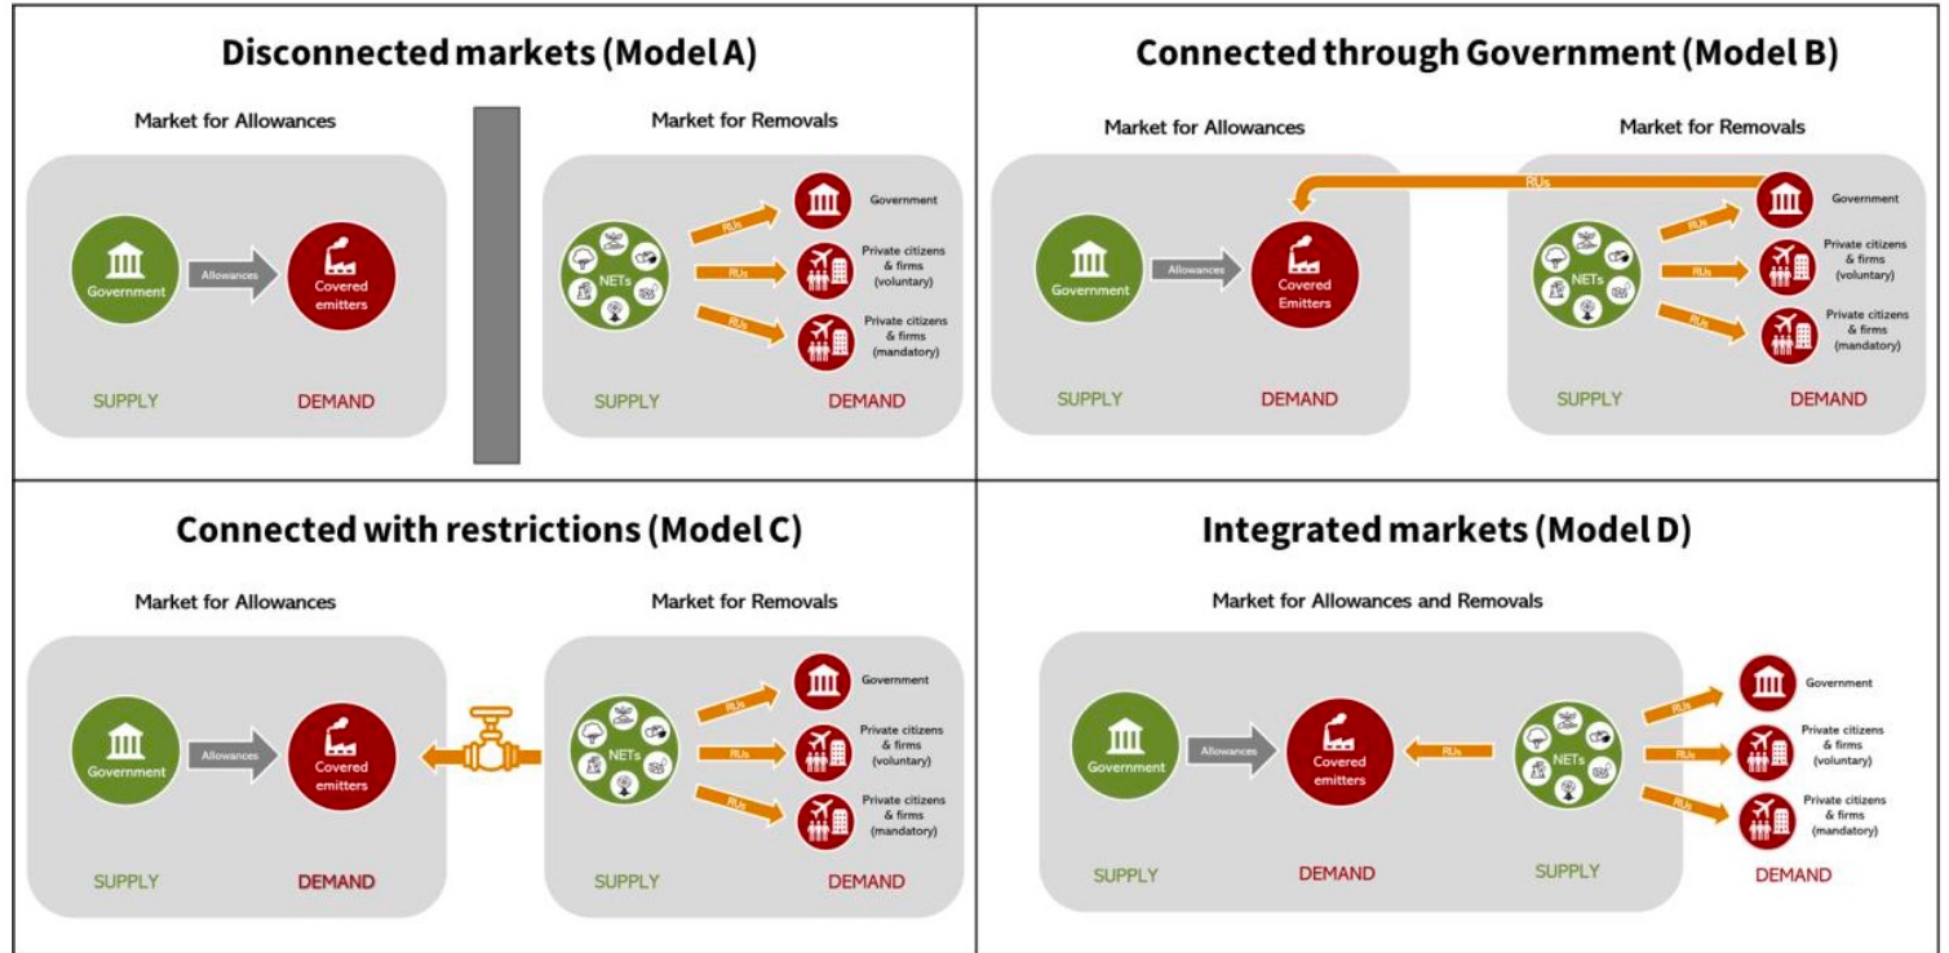 Disconnected markets (Model A)
Market for Allowances
Market for Removals
Government
Allowances
Covered
emitters
NETs
RUs
RUs
RUs
Government
Private citizens
& firms
(voluntary)
Private citizens
& firms
(mandatory)
SUPPLY
DEMAND
SUPPLY
DEMAND
Connected through Government (Model B)
Market for Allowances
Market for Removals
RUs
Government
Allowances
Covered
Emitters
NETs
RUs
RUs
RUs
Government
Private citizens
& firms
(voluntary)
Private citizens
& firms
(mandatory)
SUPPLY
DEMAND
SUPPLY
DEMAND
Connected with restrictions (Model C)
Market for Allowances
Market for Removals
Government
Allowances
Covered
emitters
NETs
RUs
RUs
RUs
Government
Private citizens
& firms
(voluntary)
Private citizens
& firms
(mandatory)
SUPPLY
DEMAND
SUPPLY
DEMAND
Integrated markets (Model D)
Market for Allowances and Removals
Government
Allowances
Covered
emitters
RUs
NETs
RUs
RUs
RUs
Government
Private citizens
& firms
(voluntary)
Private citizens
& firms
(mandatory)
SUPPLY
DEMAND
SUPPLY
DEMAND